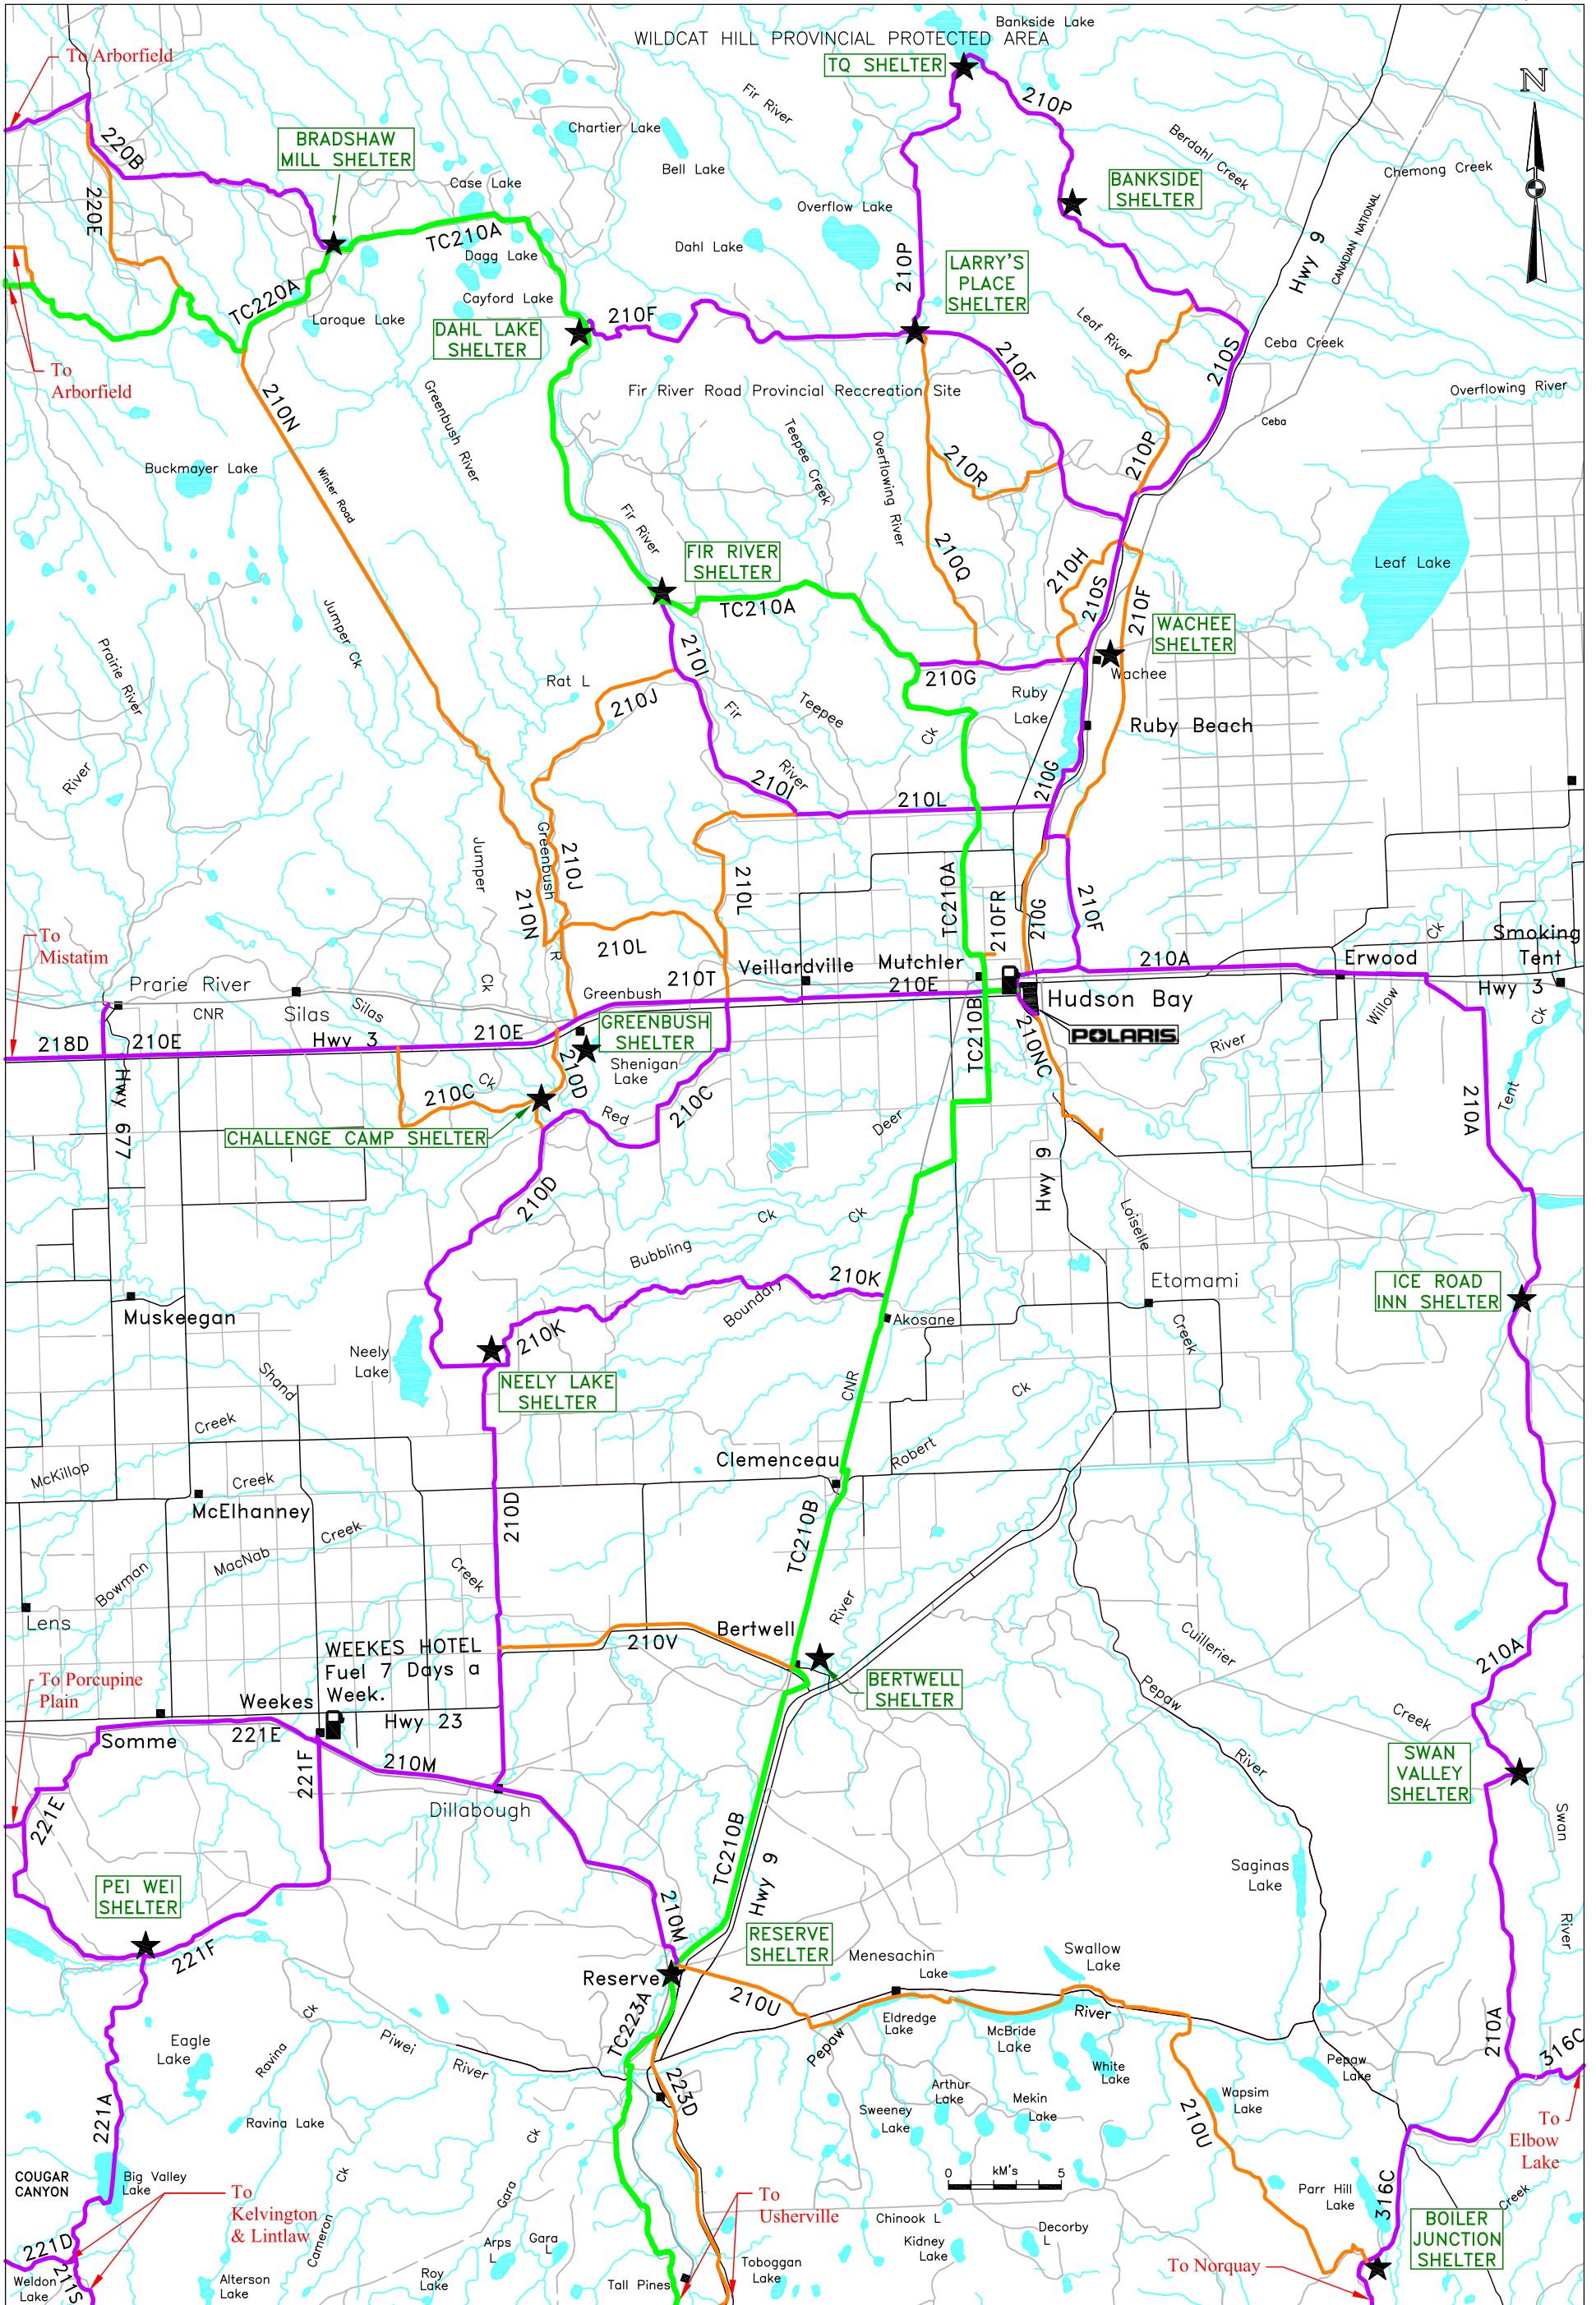 Bankside Lake
WILDCAT HILL PROVINCIAL PROTECTED AREA
To Arborfield
TQ SHELTER
N
210P
Fir River
220B
BRADSHAW
MILL SHELTER
Chartier Lake
Berdahl Creek
Chemong Creek
Case Lake
Bell Lake
BANKSIDE
SHELTER
220E
Overflow Lake
TC210A
Dagg Lake
Dahl Lake
210P
LARRY'S
PLACE
SHELTER
Hwy 9
CANADIAN NATIONAL
TC220A
Laroque Lake
Cayford Lake
DAHL LAKE
SHELTER
210F
Leaf River
210S
Ceba Creek
To
Arborfield
210N
Greenbush River
Fir River Road Provincial Reccreation Site
210F
Overflowing River
Ceba
Buckmayer Lake
Winter Road
Teepee Creek
Overflowing River
210R
210P
Fir River
FIR RIVER
SHELTER
210Q
210H
Leaf Lake
TC210A
210S
210F
Jumper Ck
WACHEE
SHELTER
Prairie River
210I
210G
Wachee
Rat L
210J
Fir
Teepee
Ck
Ruby
Lake
Ruby Beach
River
River
210I
210L
210G
Jumper
Greenbush
210J
210L
TC210A
210FR
210G
210F
210N
R
210L
To
Mistatim
210T
Veillardville
Mutchler
210A
Erwood
Ck
Smoking
Tent
Prarie River
Ck
Greenbush
210E
Hwy 3
CNR
Silas
Silas
Hudson Bay
Willow
Ck
218D
210E
Hwy 3
210E
GREENBUSH
SHELTER
TC210B
210NC
POLARIS
River
Shenigan
Lake
Hwy 677
210C
Ck
210D
Red
210C
Deer
210A
Tent
CHALLENGE CAMP SHELTER
Hwy 9
210D
Ck
Ck
Loiselle
Bubbling
Boundary
210K
Etomami
ICE ROAD
INN SHELTER
Muskeegan
Akosane
Creek
Neely
Lake
210K
Shand
CNR
Ck
NEELY LAKE
SHELTER
Creek
McKillop
Creek
Clemenceau
Robert
McElhanney
210D
TC210B
Creek
MacNab
Bowman
Creek
Lens
River
Cuillerier
WEEKES HOTEL
Fuel 7 Days a
Week.
210V
Bertwell
210A
To Porcupine
Plain
BERTWELL
SHELTER
Pepaw
Weekes
Hwy 23
Creek
Somme
221E
221F
210M
River
SWAN
VALLEY
SHELTER
Dillabough
221E
Swan
TC210B
PEI WEI
SHELTER
Saginas
Lake
Hwy 9
210M
River
221F
RESERVE
SHELTER
Menesachin
Lake
Swallow
Lake
Reserve
210U
TC223A
Eldredge
Lake
River
McBride
Lake
210A
316C
Ck
Piwei
River
Pepaw
Eagle
Lake
Ravina
223D
White
Lake
Pepaw
Lake
221A
Arthur
Lake
Mekin
Lake
Wapsim
Lake
Sweeney
Lake
210U
Ravina Lake
Ck
To
Elbow
Lake
COUGAR
CANYON
Big Valley
Lake
Ck
0
kM's
5
To
Kelvington
& Lintlaw
Gara
To
Usherville
Parr Hill
Lake
316C
Creek
Chinook L
BOILER
JUNCTION
SHELTER
221D
Cameron
Arps
L
Gara
L
Kidney
Lake
Decorby
L
To Norquay
211S
Weldon
Lake
Alterson
Lake
Roy
Lake
Tall Pines
Toboggan
Lake